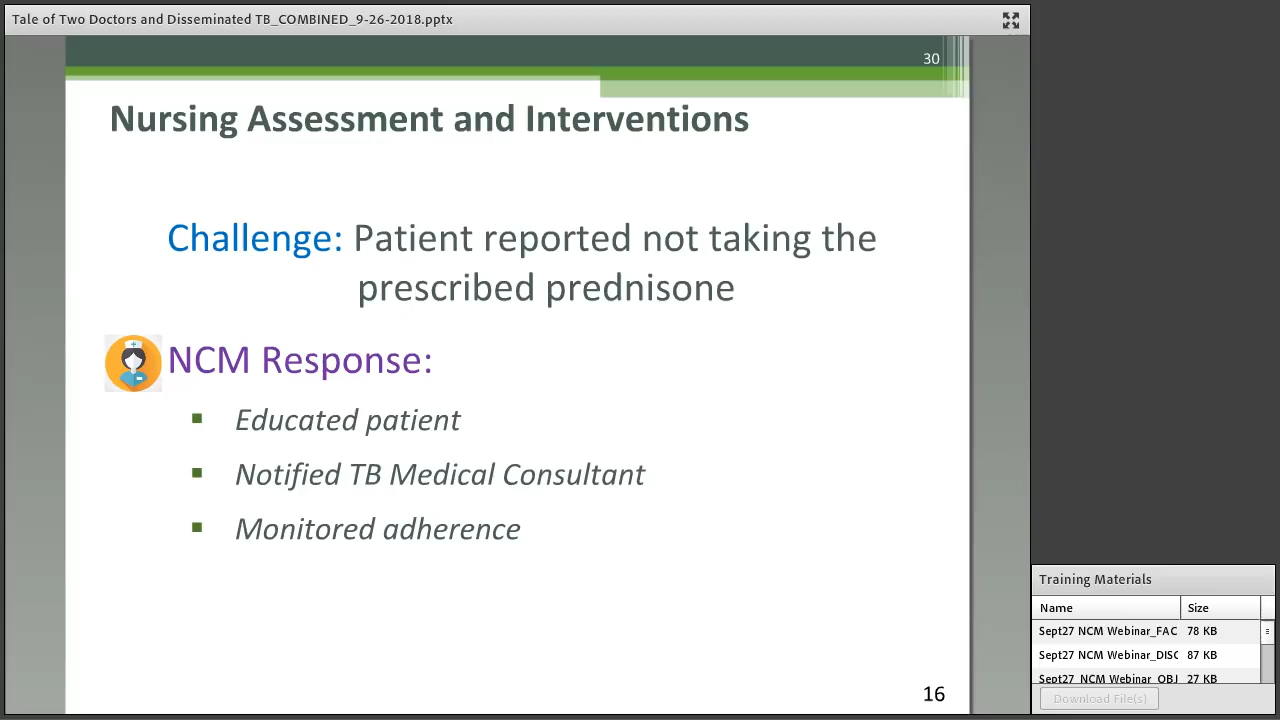 Tale of Two Doctors and Disseminated TB_COMBINED_9-26-2018.pptx
30
Nursing Assessment and Interventions
Challenge: Patient reported not taking the
prescribed prednisone
NCM Response:
Educated patient
Notified TB Medical Consultant
Monitored adherence
16
Training Materials
Name Size
Sept27 NCM Webinar_FAC 78 KB
Sept27 NCM Webinar_DISC 87 KB
Sept27_NCM Webinar_OBJ 27 KB
Download File(s)